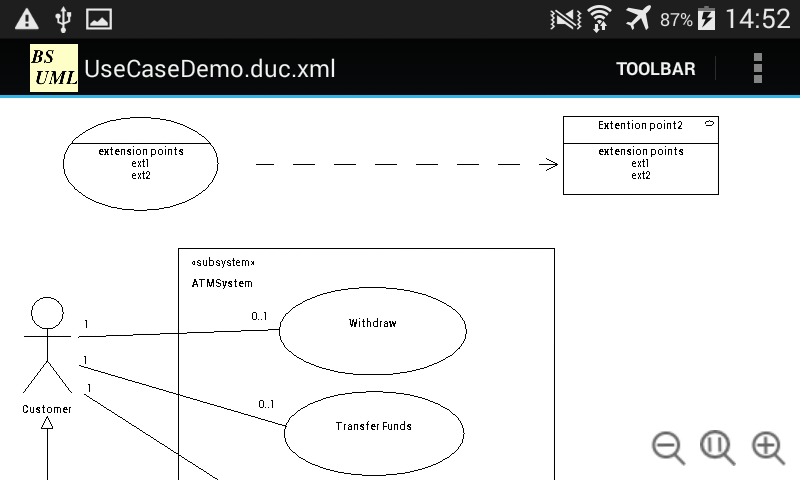 87% 14:52
BS
UML
UseCaseDemo.duc.xml
TOOLBAR
extension points
ext1
ext2
Extention point2
extension points
ext1
ext2
«subsystem»
ATMSystem
1
0..1
Withdraw
1
1
0..1
Transfer Funds
Customer